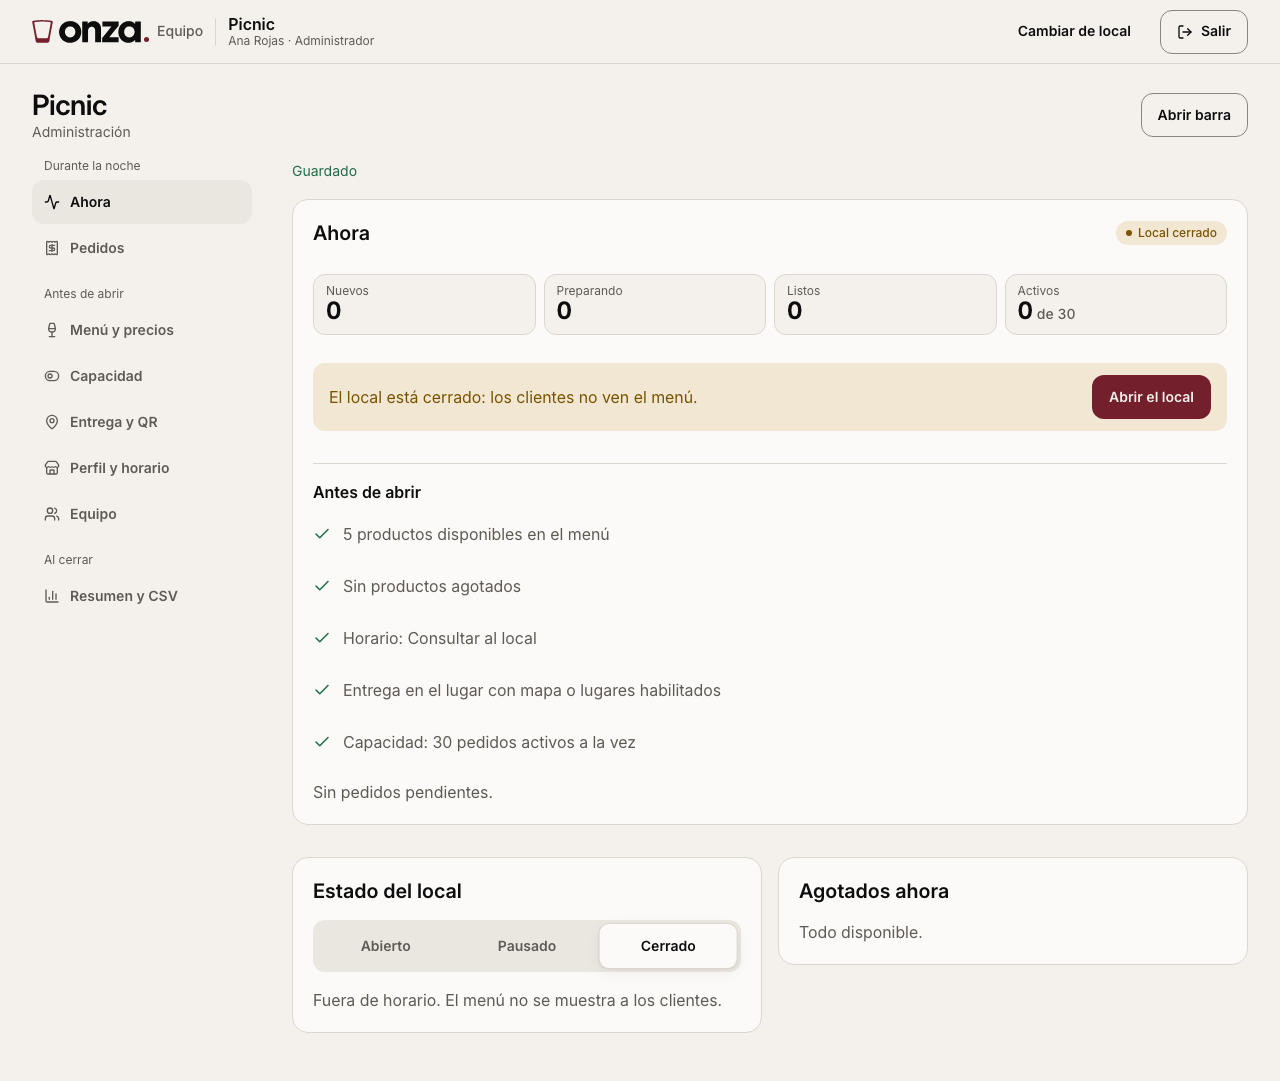 onza. Equipo
Picnic
Ana Rojas · Administrador
Cambiar de local
Salir
Picnic
Administración
Abrir barra
Durante la noche
Ahora
Pedidos
Antes de abrir
Menú y precios
Capacidad
Entrega y QR
Perfil y horario
Equipo
Al cerrar
Resumen y CSV
Guardado
Ahora
Local cerrado
Nuevos
0
Preparando
0
Listos
0
Activos
0 de 30
El local está cerrado: los clientes no ven el menú.
Abrir el local
Antes de abrir
5 productos disponibles en el menú
Sin productos agotados
Horario: Consultar al local
Entrega en el lugar con mapa o lugares habilitados
Capacidad: 30 pedidos activos a la vez
Sin pedidos pendientes.
Estado del local
Abierto
Pausado
Cerrado
Fuera de horario. El menú no se muestra a los clientes.
Agotados ahora
Todo disponible.